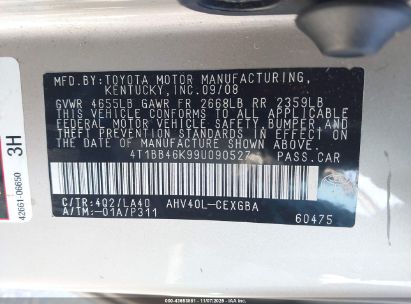 MFD.BY:TOYOTA MOTOR MANUFACTURING,
KENTUCKY, INC.09/08
GVWR 4655LB GAWR FR 2668LB RR 2359LB
THIS VEHICLE CONFORMS TO ALL APPLICABLE
FEDERAL MOTOR VEHICLE SAFETY,BUMPER,AND
THEFT PREVENTION STANDARDS IN EFFECT ON
THE DATE OF MANUFACTURE SHOWN ABOVE.
4T1BB46K99U090527 PASS.CAR
C/TR:4Q2/LA40 AHV40L-CEXGBA
A/TM:-01A/P311 60475
3H
42661-06650